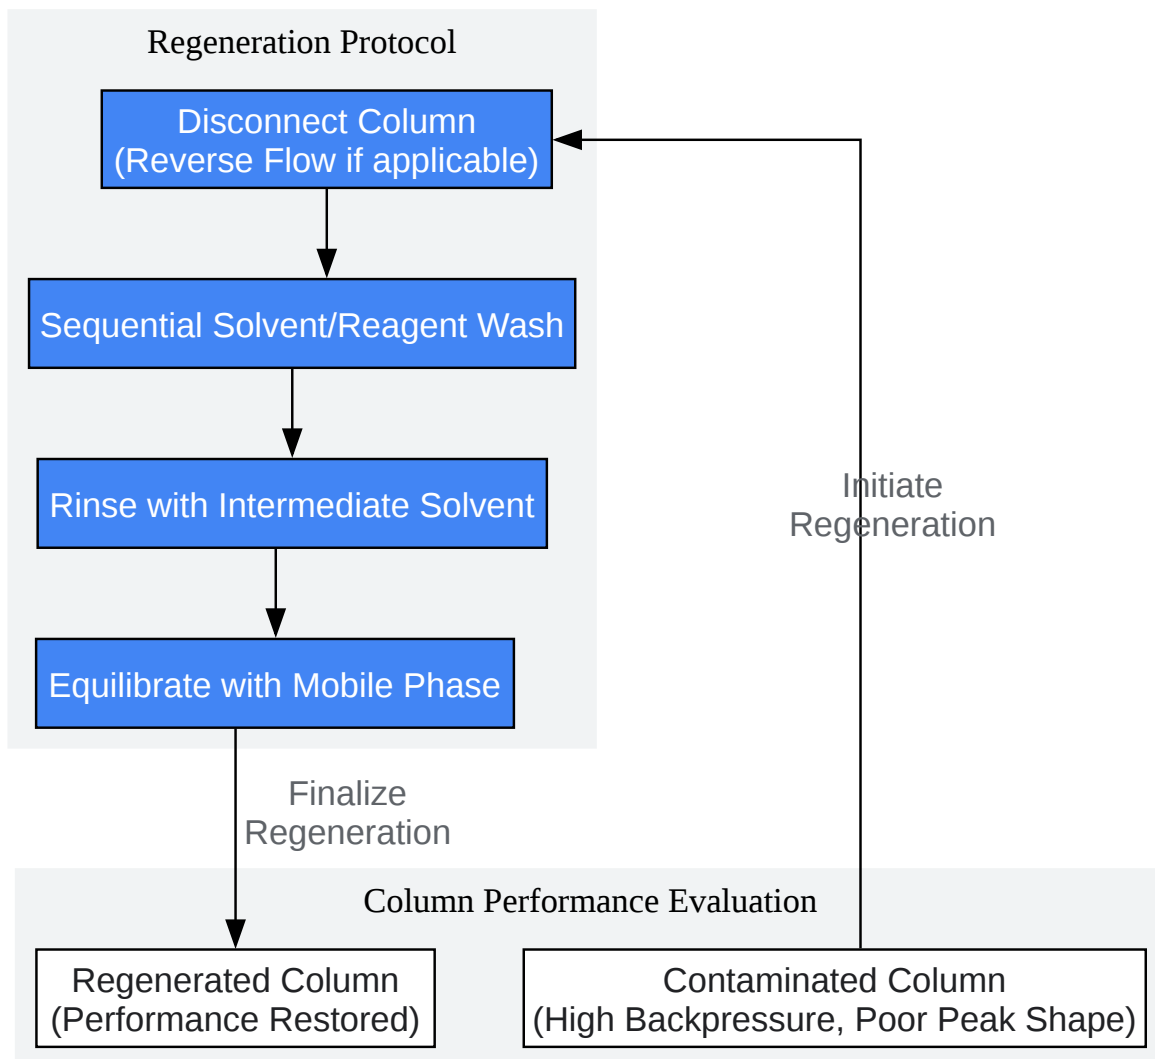 Regeneration Protocol
Disconnect Column
(Reverse Flow if applicable)
Sequential Solvent/Reagent Wash
Rinse with Intermediate Solvent
Initiate
Regeneration
Equilibrate with Mobile Phase
Finalize
Regeneration
Column Performance Evaluation
Regenerated Column
(Performance Restored)
Contaminated Column
(High Backpressure, Poor Peak Shape)